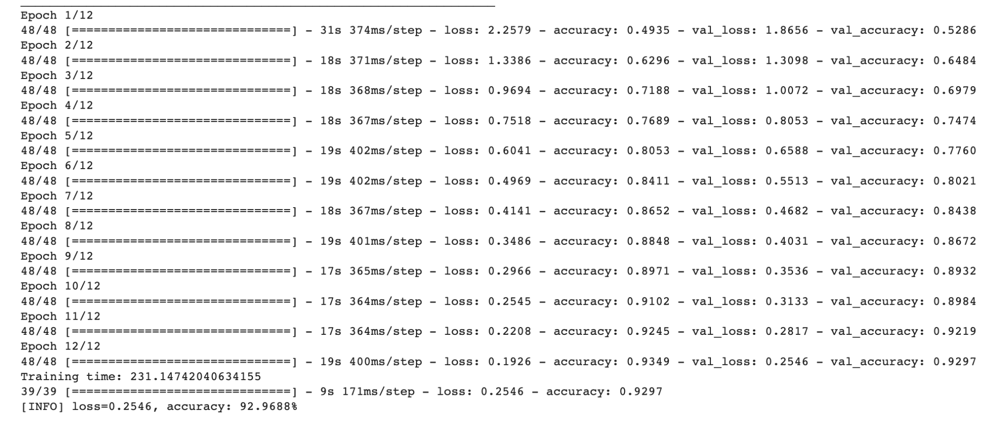 Epoch 1/12
48/48 [==============================] - 31s 374ms/step - loss: 2.2579 - accuracy: 0.4935 - val_loss: 1.8656 - val_accuracy: 0.5286
Epoch 2/12
48/48 [==============================] - 18s 371ms/step - loss: 1.3386 - accuracy: 0.6296 - val_loss: 1.3098 - val_accuracy: 0.6484
Epoch 3/12
48/48 [==============================] - 18s 368ms/step - loss: 0.9694 - accuracy: 0.7188 - val_loss: 1.0072 - val_accuracy: 0.6979
Epoch 4/12
48/48 [==============================] - 18s 367ms/step - loss: 0.7518 - accuracy: 0.7689 - val_loss: 0.8053 - val_accuracy: 0.7474
Epoch 5/12
48/48 [==============================] - 19s 402ms/step - loss: 0.6041 - accuracy: 0.8053 - val_loss: 0.6588 - val_accuracy: 0.7760
Epoch 6/12
48/48 [==============================] - 19s 402ms/step - loss: 0.4969 - accuracy: 0.8411 - val_loss: 0.5513 - val_accuracy: 0.8021
Epoch 7/12
48/48 [==============================] - 18s 367ms/step - loss: 0.4141 - accuracy: 0.8652 - val_loss: 0.4682 - val_accuracy: 0.8438
Epoch 8/12
48/48 [==============================] - 19s 401ms/step - loss: 0.3486 - accuracy: 0.8848 - val_loss: 0.4031 - val_accuracy: 0.8672
Epoch 9/12
48/48 [==============================] - 17s 365ms/step - loss: 0.2966 - accuracy: 0.8971 - val_loss: 0.3536 - val_accuracy: 0.8932
Epoch 10/12
48/48 [==============================] - 17s 364ms/step - loss: 0.2545 - accuracy: 0.9102 - val_loss: 0.3133 - val_accuracy: 0.8984
Epoch 11/12
48/48 [==============================] - 17s 364ms/step - loss: 0.2208 - accuracy: 0.9245 - val_loss: 0.2817 - val_accuracy: 0.9219
Epoch 12/12
48/48 [==============================] - 19s 400ms/step - loss: 0.1926 - accuracy: 0.9349 - val_loss: 0.2546 - val_accuracy: 0.9297
Training time: 231.14742040634155
39/39 [==============================] - 9s 171ms/step - loss: 0.2546 - accuracy: 0.9297
[INFO] loss=0.2546, accuracy: 92.9688%